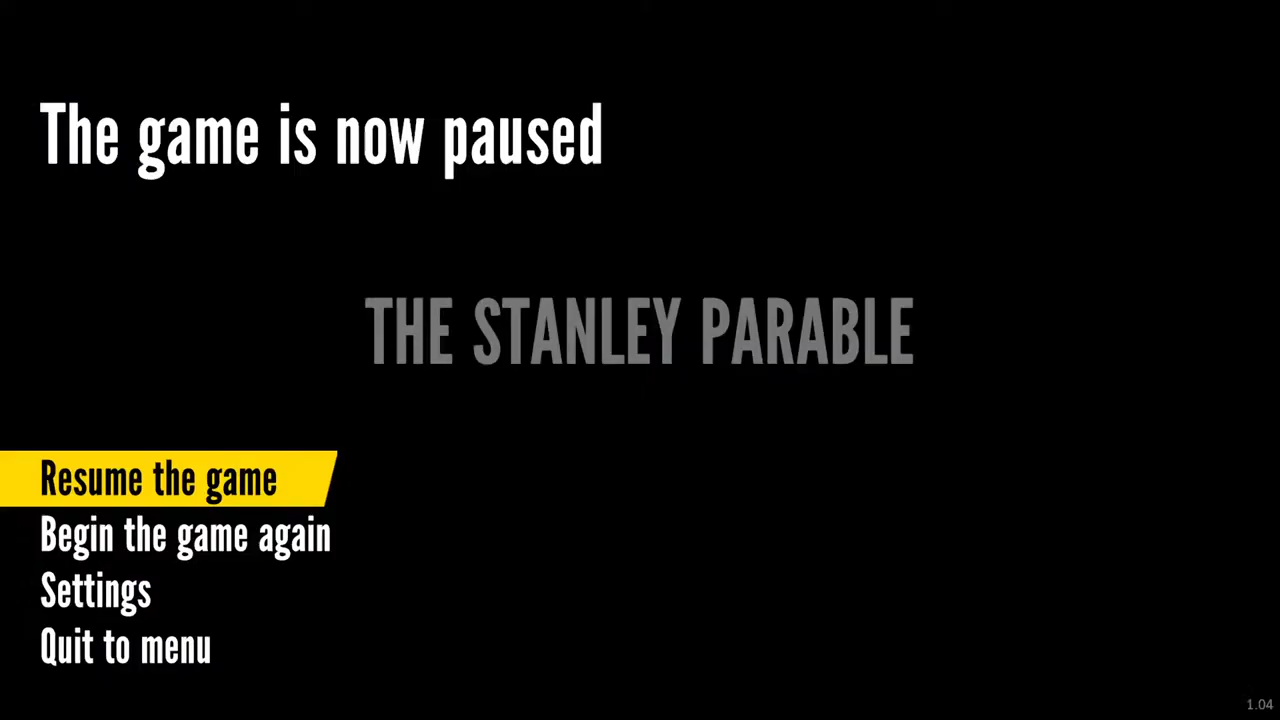 The game is now paused
THE STANLEY PARABLE
Resume the game
Begin the game again
Settings
Quit to menu
1.04